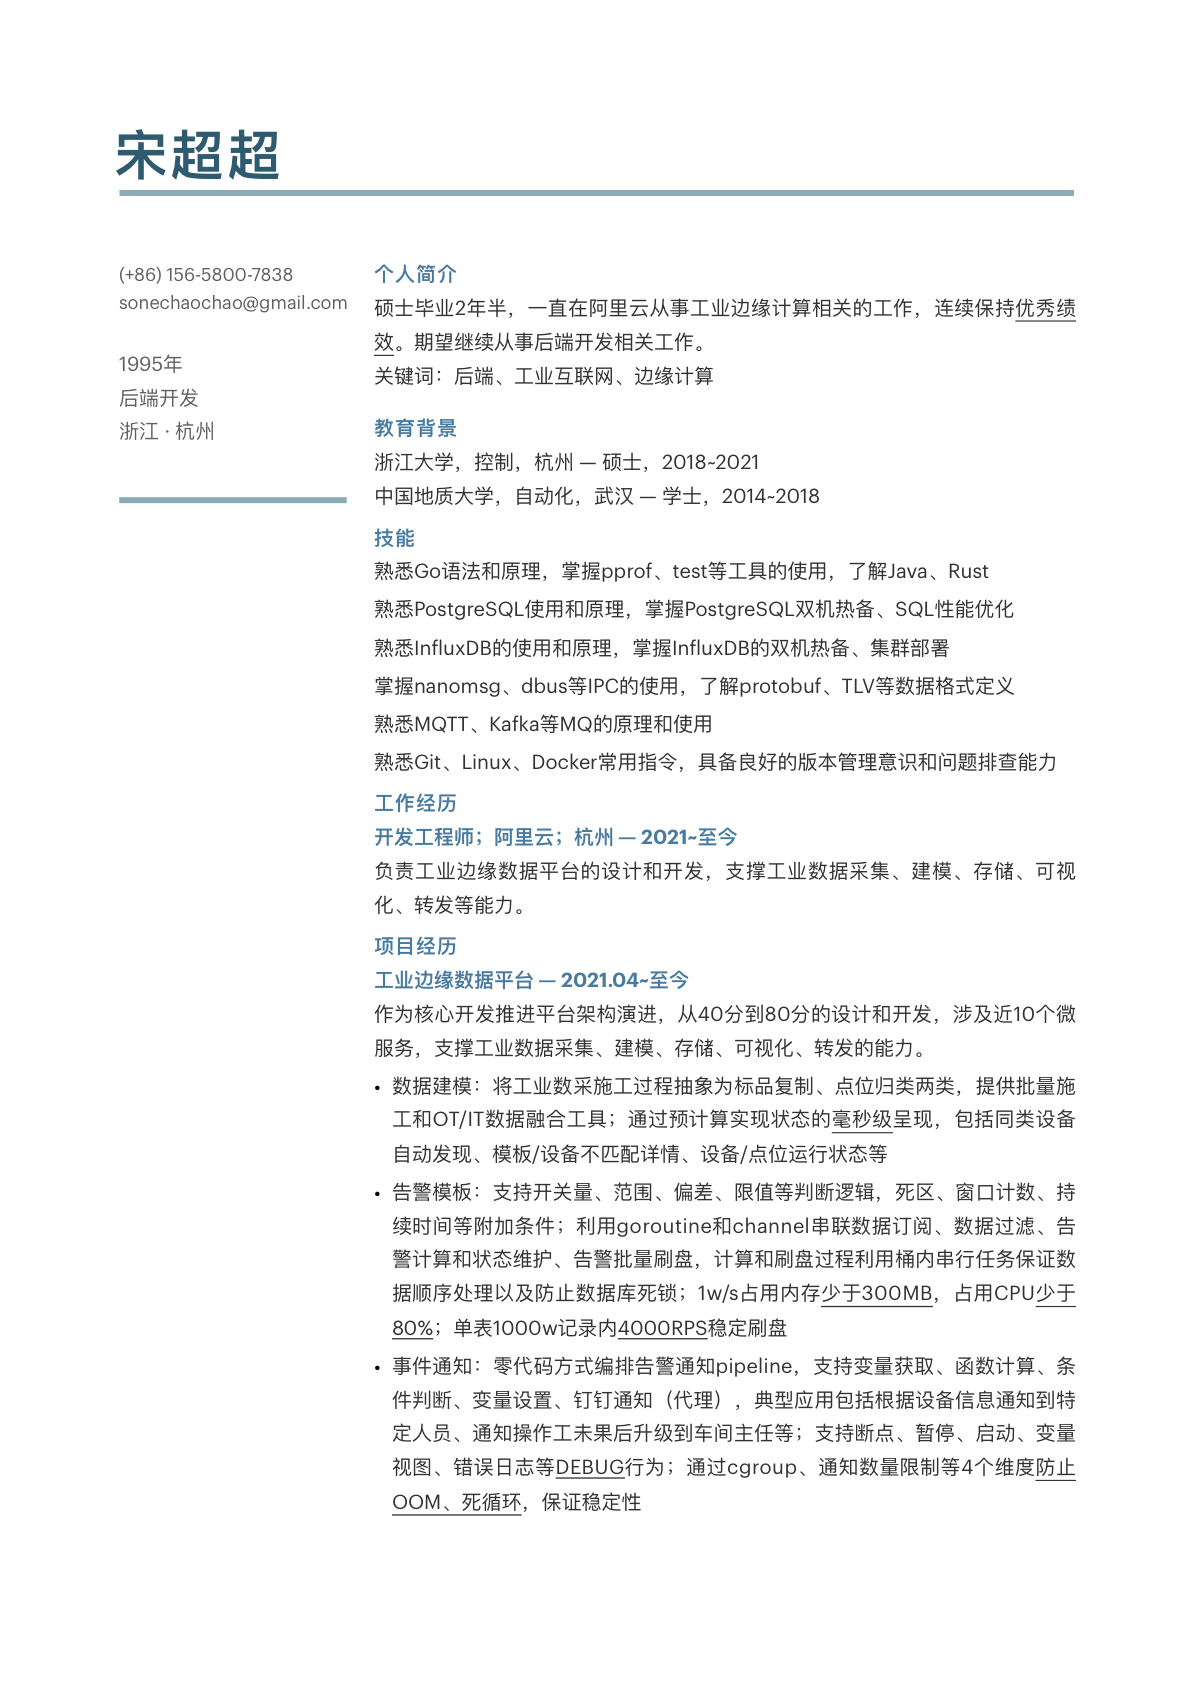 宋超超
(+86) 156-5800-7838
sonechaochao@gmail.com
1995年
后端开发
浙江 · 杭州
个人简介
硕士毕业2年半，一直在阿里云从事工业边缘计算相关的工作，连续保持优秀绩
效。期望继续从事后端开发相关工作。
关键词：后端、工业互联网、边缘计算
教育背景
浙江大学，控制，杭州 — 硕士，2018~2021
中国地质大学，自动化，武汉 — 学士，2014~2018
技能
熟悉Go语法和原理，掌握pprof、test等工具的使用，了解Java、Rust
熟悉PostgreSQL使用和原理，掌握PostgreSQL双机热备、SQL性能优化
熟悉InfluxDB的使用和原理，掌握InfluxDB的双机热备、集群部署
掌握nanomsg、dbus等IPC的使用，了解protobuf、TLV等数据格式定义
熟悉MQTT、Kafka等MQ的原理和使用
熟悉Git、Linux、Docker常用指令，具备良好的版本管理意识和问题排查能力
工作经历
开发工程师；阿里云；杭州 — 2021~至今
负责工业边缘数据平台的设计和开发，支撑工业数据采集、建模、存储、可视
化、转发等能力。
项目经历
工业边缘数据平台 — 2021.04~至今
作为核心开发推进平台架构演进，从40分到80分的设计和开发，涉及近10个微
服务，支撑工业数据采集、建模、存储、可视化、转发的能力。
• 数据建模：将工业数采施工过程抽象为标品复制、点位归类两类，提供批量施
工和OT/IT数据融合工具；通过预计算实现状态的毫秒级呈现，包括同类设备
自动发现、模板/设备不匹配详情、设备/点位运行状态等
• 告警模板：支持开关量、范围、偏差、限值等判断逻辑，死区、窗口计数、持
续时间等附加条件；利用goroutine和channel串联数据订阅、数据过滤、告
警计算和状态维护、告警批量刷盘，计算和刷盘过程利用桶内串行任务保证数
据顺序处理以及防止数据库死锁；1w/s占用内存少于300MB，占用CPU少于
80%；单表1000w记录内4000RPS稳定刷盘
• 事件通知：零代码方式编排告警通知pipeline，支持变量获取、函数计算、条
件判断、变量设置、钉钉通知（代理），典型应用包括根据设备信息通知到特
定人员、通知操作工未果后升级到车间主任等；支持断点、暂停、启动、变量
视图、错误日志等DEBUG行为；通过cgroup、通知数量限制等4个维度防止
OOM、死循环，保证稳定性